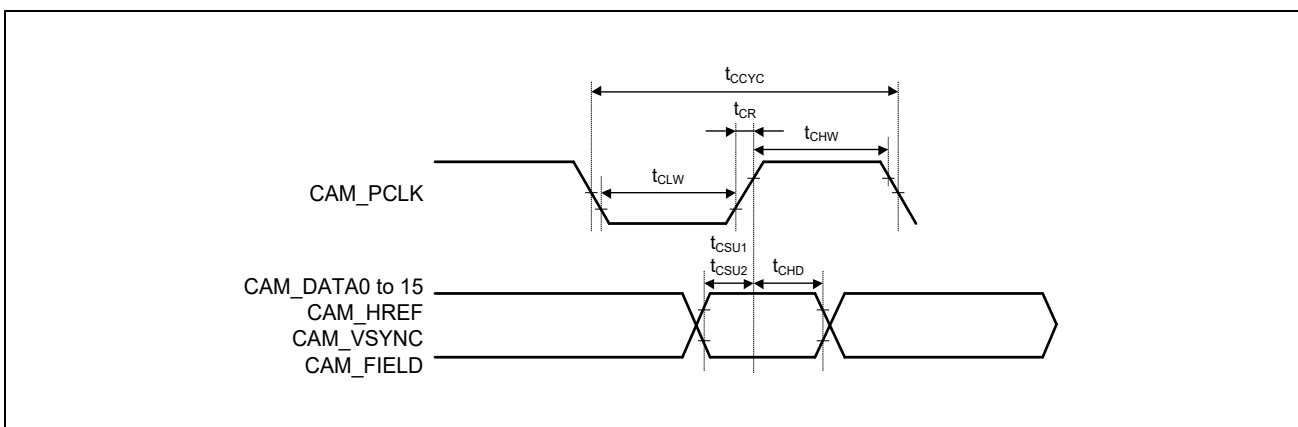 tCCYC
tCR
tCHW
CAM_PCLK
tCLW
tCSU1
tCSU2
tCHD
CAM_DATA0 to 15
CAM_HREF
CAM_VSYNC
CAM_FIELD